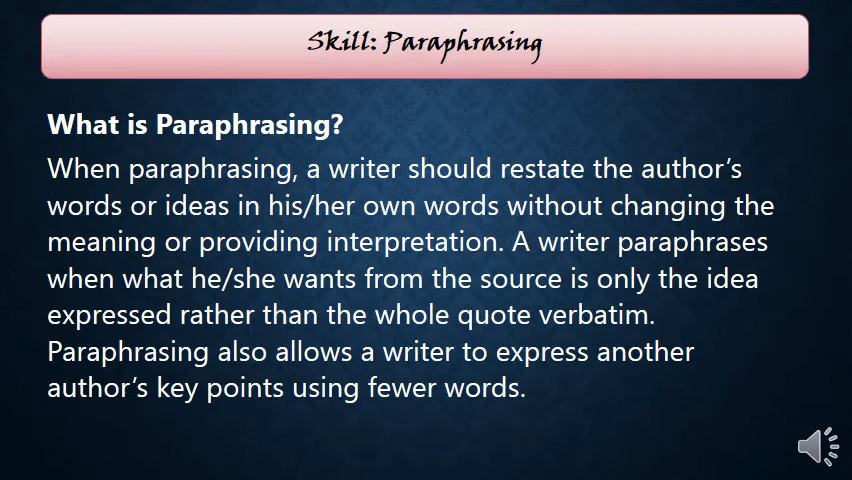 Skill: Paraphrasing
What is Paraphrasing?
When paraphrasing, a writer should restate the author’s
words or ideas in his/her own words without changing the
meaning or providing interpretation. A writer paraphrases
when what he/she wants from the source is only the idea
expressed rather than the whole quote verbatim.
Paraphrasing also allows a writer to express another
author’s key points using fewer words.